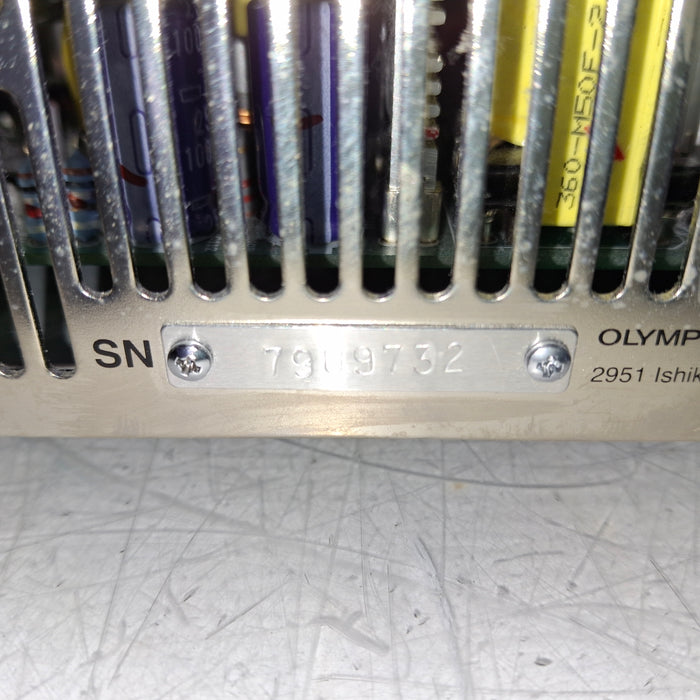 360-M50F-
SN 7909732
OLYMP
2951 Ishik